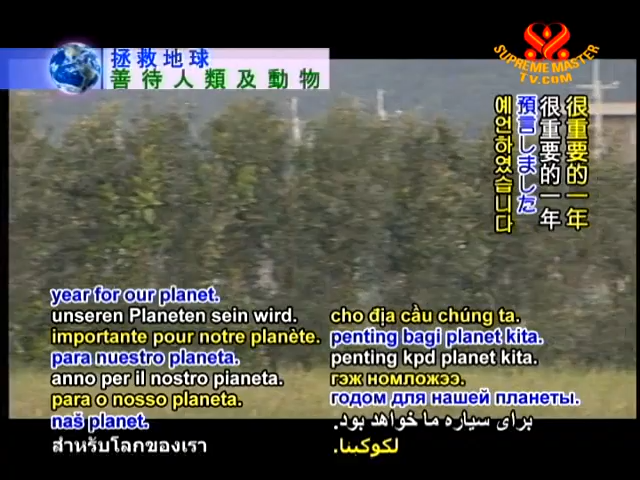 拯救地球
善待人類及動物
SUPREME MASTER
TV.COM
很重要的一年
很重要的一年
預言しました
예언하였습니다
year for our planet.
unseren Planeten sein wird.
importante pour notre planète.
para nuestro planeta.
anno per il nostro pianeta.
para o nosso planeta.
naš planet.
สำหรับโลกของเรา
cho địa cầu chúng ta.
penting bagi planet kita.
penting kpd planet kita.
гэж номложээ.
годом для нашей планеты.
برای سیاره ما خواهد بود.
لكوكبنا.